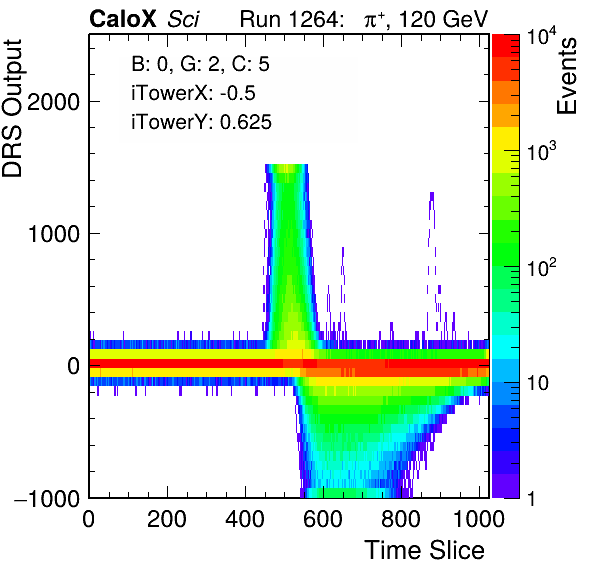 CaloX Sci Run 1264: π⁺, 120 GeV
DRS Output
Events
B: 0, G: 2, C: 5
iTowerX: -0.5
iTowerY: 0.625
2000
1000
0
−1000
0 200 400 600 800 1000
Time Slice
10⁴
10³
10²
10
1